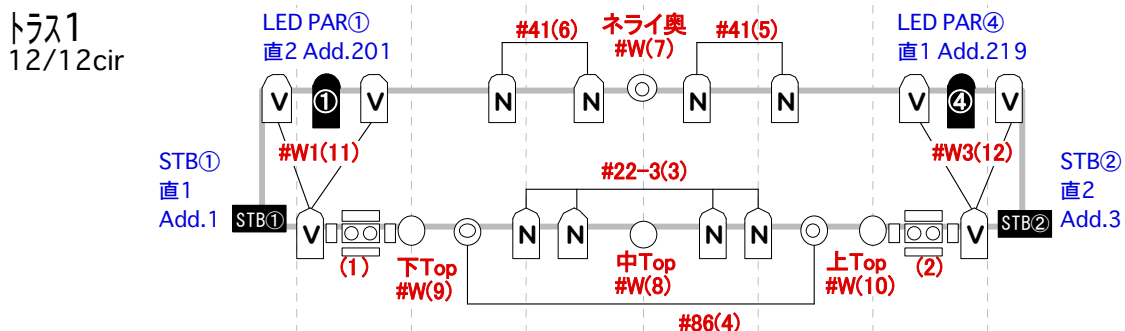 トラス1
12/12cir
LED PAR①
直2 Add.201
#41(6)
ネライ奥
#W(7)
#41(5)
LED PAR④
直1 Add.219
V
①
V
N
N
N
N
V
④
V
#W1(11)
#W3(12)
STB①
直1
Add.1
STB②
直2
Add.3
#22-3(3)
STB①
V
N
N
N
N
V
STB②
(1)
下Top
#W(9)
中Top
#W(8)
上Top
#W(10)
(2)
#86(4)